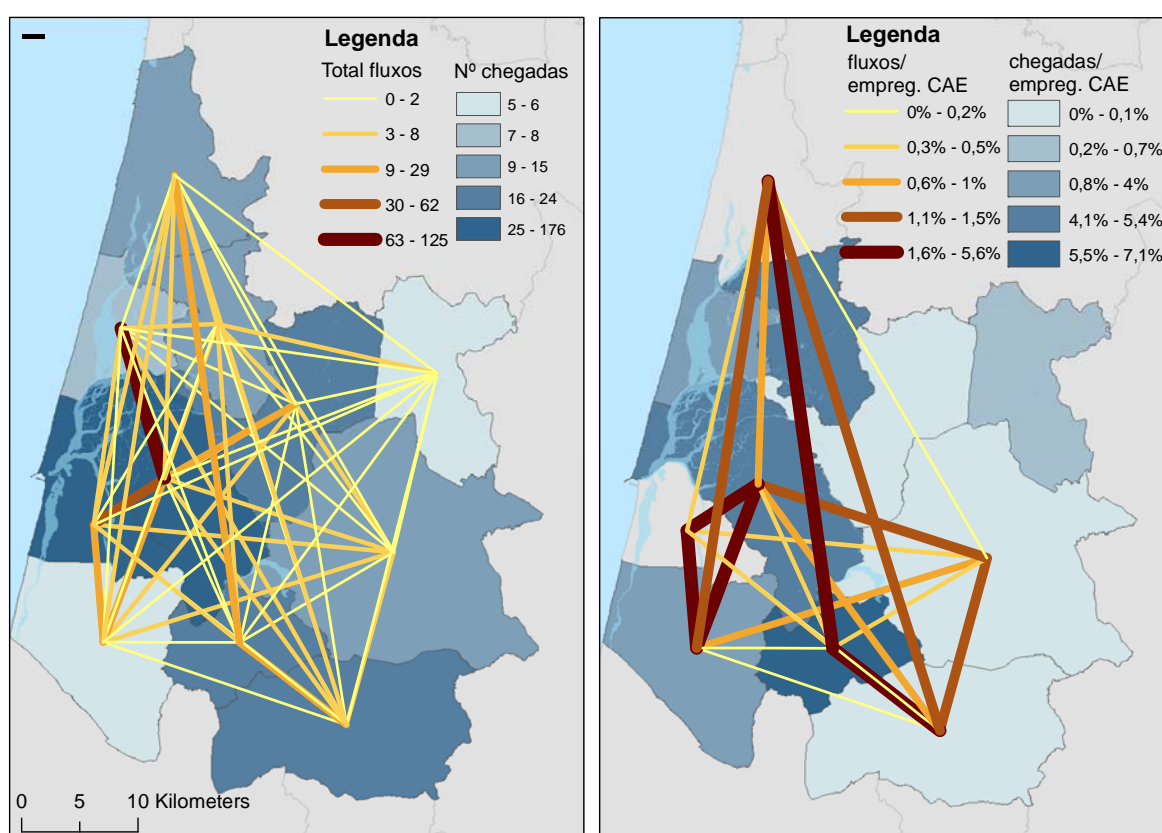 Legenda
Total fluxos
Nº chegadas
0 - 2
5 - 6
3 - 8
7 - 8
9 - 29
9 - 15
30 - 62
16 - 24
63 - 125
25 - 176
0 5 10 Kilometers
Legenda
fluxos/
empreg. CAE
chegadas/
empreg. CAE
0% - 0,2%
0% - 0,1%
0,3% - 0,5%
0,2% - 0,7%
0,6% - 1%
0,8% - 4%
1,1% - 1,5%
4,1% - 5,4%
1,6% - 5,6%
5,5% - 7,1%